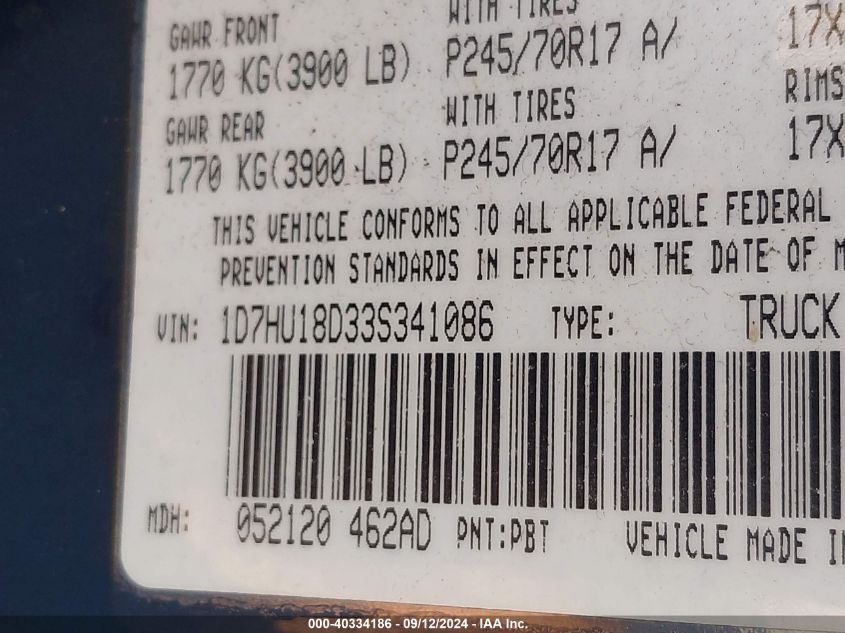 GAWR FRONT WITH TIRES
1770 KG(3900 LB) P245/70R17 A/ 17X
GAWR REAR WITH TIRES RIMS
1770 KG(3900 LB) P245/70R17 A/ 17X
THIS VEHICLE CONFORMS TO ALL APPLICABLE FEDERAL
PREVENTION STANDARDS IN EFFECT ON THE DATE OF M
VIN: 1D7HU18D33S341086 TYPE: TRUCK
MDH: 052120 462AD PNT:PBT VEHICLE MADE IN
000-40334186 - 09/12/2024 - IAA Inc.